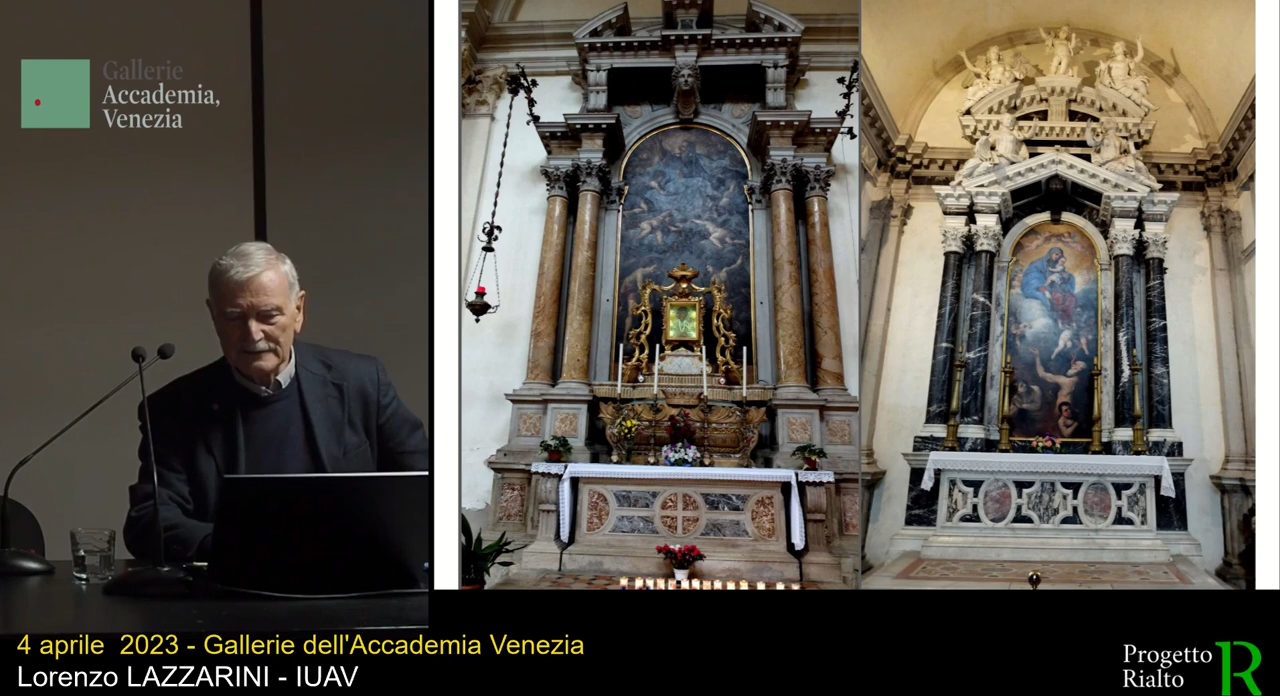 Gallerie
Accademia,
Venezia
4 aprile  2023 - Gallerie dell'Accademia Venezia
Lorenzo LAZZARINI - IUAV
Progetto
Rialto
R